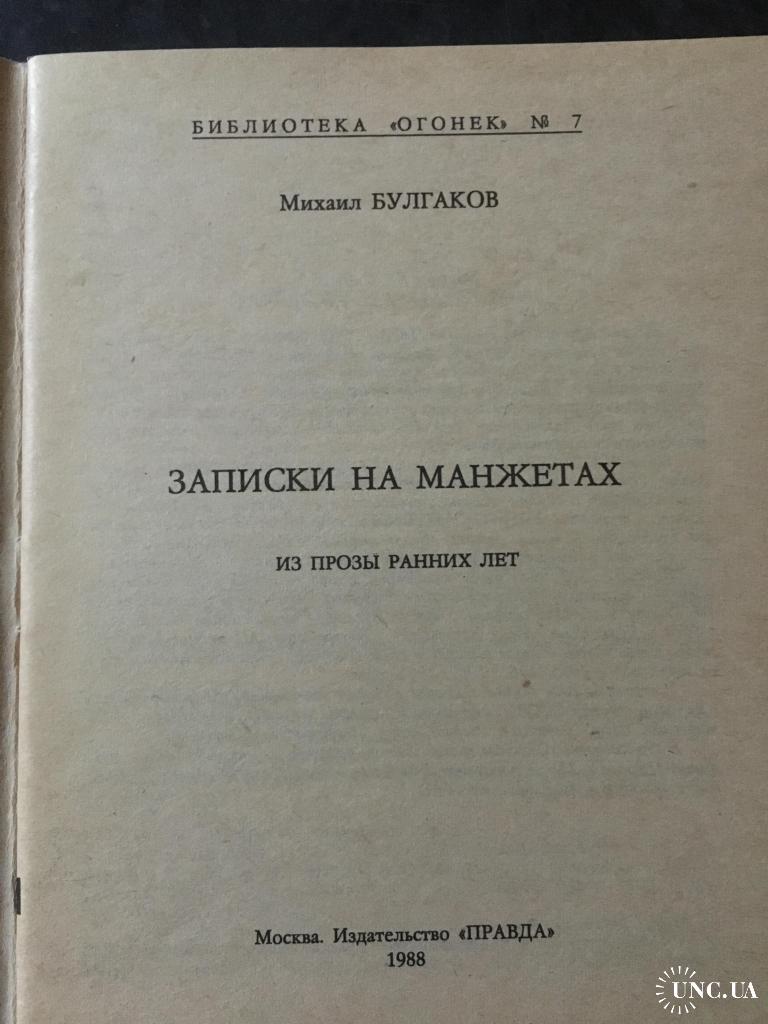 БИБЛИОТЕКА «ОГОНЕК» № 7
Михаил БУЛГАКОВ
ЗАПИСКИ НА МАНЖЕТАХ
ИЗ ПРОЗЫ РАННИХ ЛЕТ
Москва. Издательство «ПРАВДА»
1988
UNC.UA